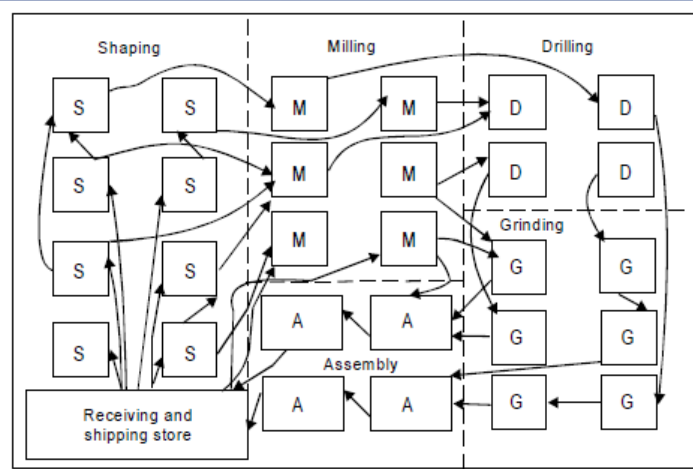 Shaping Milling Drilling
S S M M D D
S S M M D D
Grinding
S S M M G G
S S A A G G
Assembly
A A G G
Receiving and
shipping store